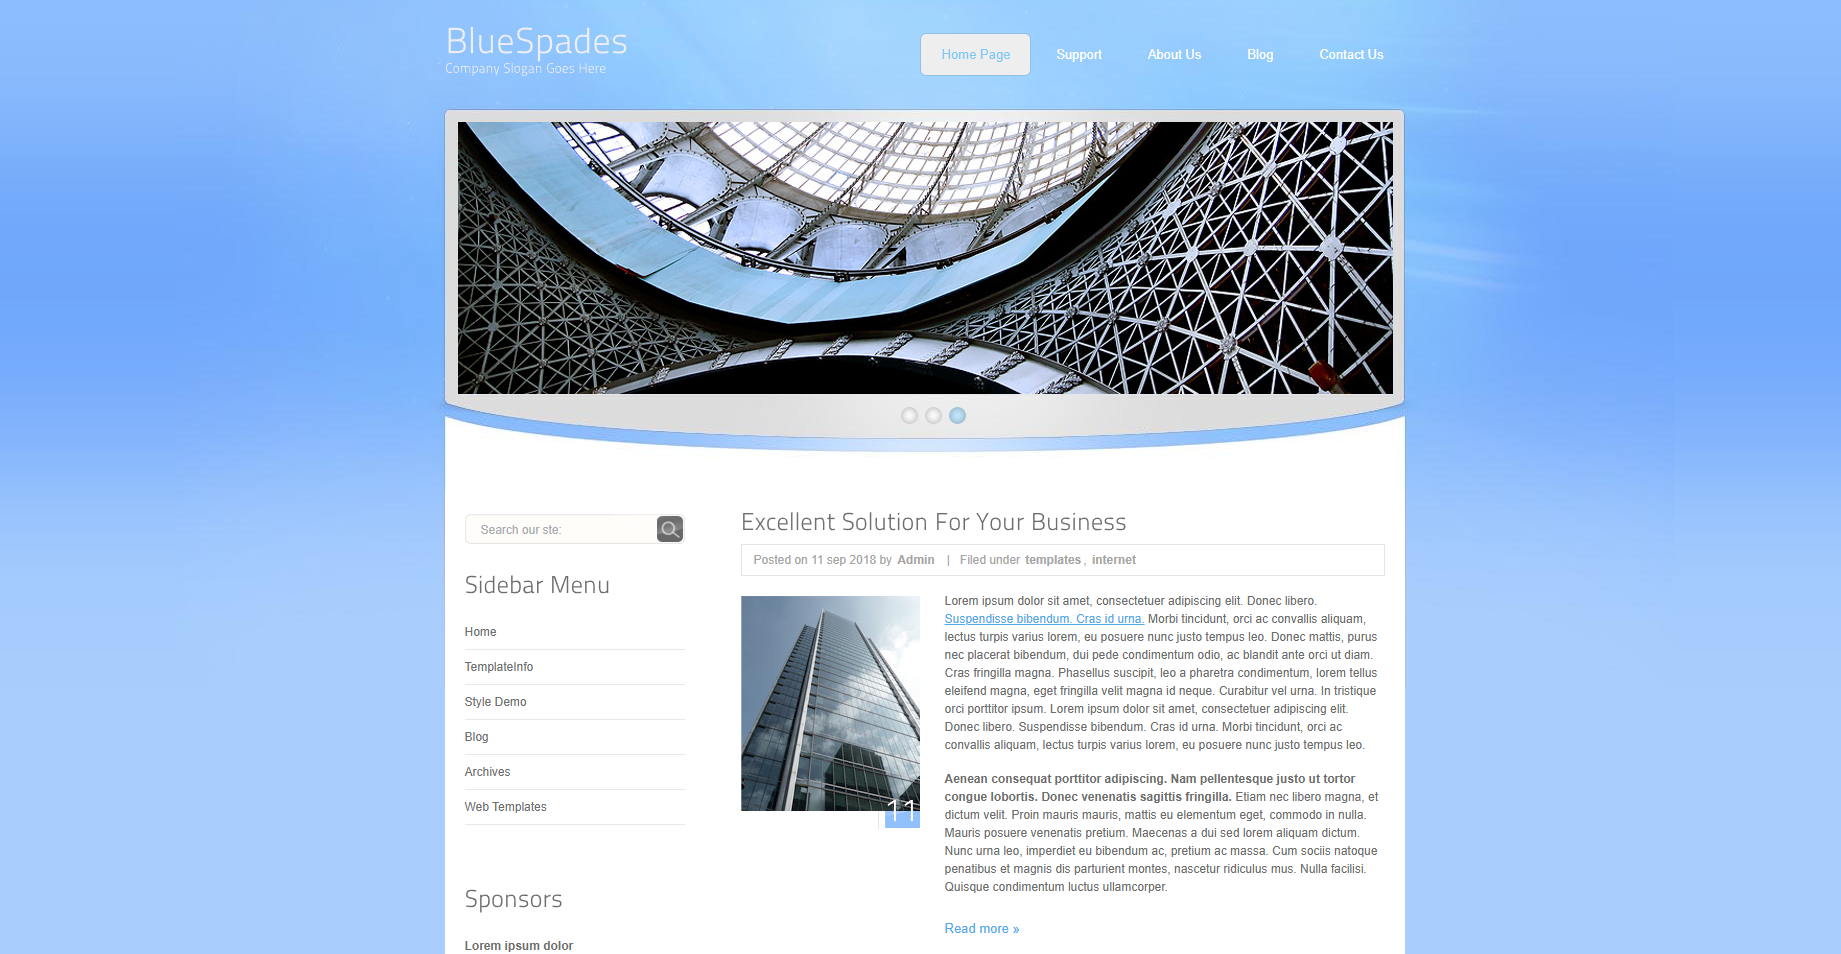 BlueSpades
Company Slogan Goes Here
Home Page
Support
About Us
Blog
Contact Us
Search our ste:
Sidebar Menu
Home
TemplateInfo
Style Demo
Blog
Archives
Web Templates
Sponsors
Lorem ipsum dolor
Excellent Solution For Your Business
Posted on 11 sep 2018 by Admin | Filed under templates, internet
11
Lorem ipsum dolor sit amet, consectetuer adipiscing elit. Donec libero.
Suspendisse bibendum. Cras id urna. Morbi tincidunt, orci ac convallis aliquam,
lectus turpis varius lorem, eu posuere nunc justo tempus leo. Donec mattis, purus
nec placerat bibendum, dui pede condimentum odio, ac blandit ante orci ut diam.
Cras fringilla magna. Phasellus suscipit, leo a pharetra condimentum, lorem tellus
eleifend magna, eget fringilla velit magna id neque. Curabitur vel urna. In tristique
orci porttitor ipsum. Lorem ipsum dolor sit amet, consectetuer adipiscing elit.
Donec libero. Suspendisse bibendum. Cras id urna. Morbi tincidunt, orci ac
convallis aliquam, lectus turpis varius lorem, eu posuere nunc justo tempus leo.
Aenean consequat porttitor adipiscing. Nam pellentesque justo ut tortor
congue lobortis. Donec venenatis sagittis fringilla. Etiam nec libero magna, et
dictum velit. Proin mauris mauris, mattis eu elementum eget, commodo in nulla.
Mauris posuere venenatis pretium. Maecenas a dui sed lorem aliquam dictum.
Nunc urna leo, imperdiet eu bibendum ac, pretium ac massa. Cum sociis natoque
penatibus et magnis dis parturient montes, nascetur ridiculus mus. Nulla facilisi.
Quisque condimentum luctus ullamcorper.
Read more »